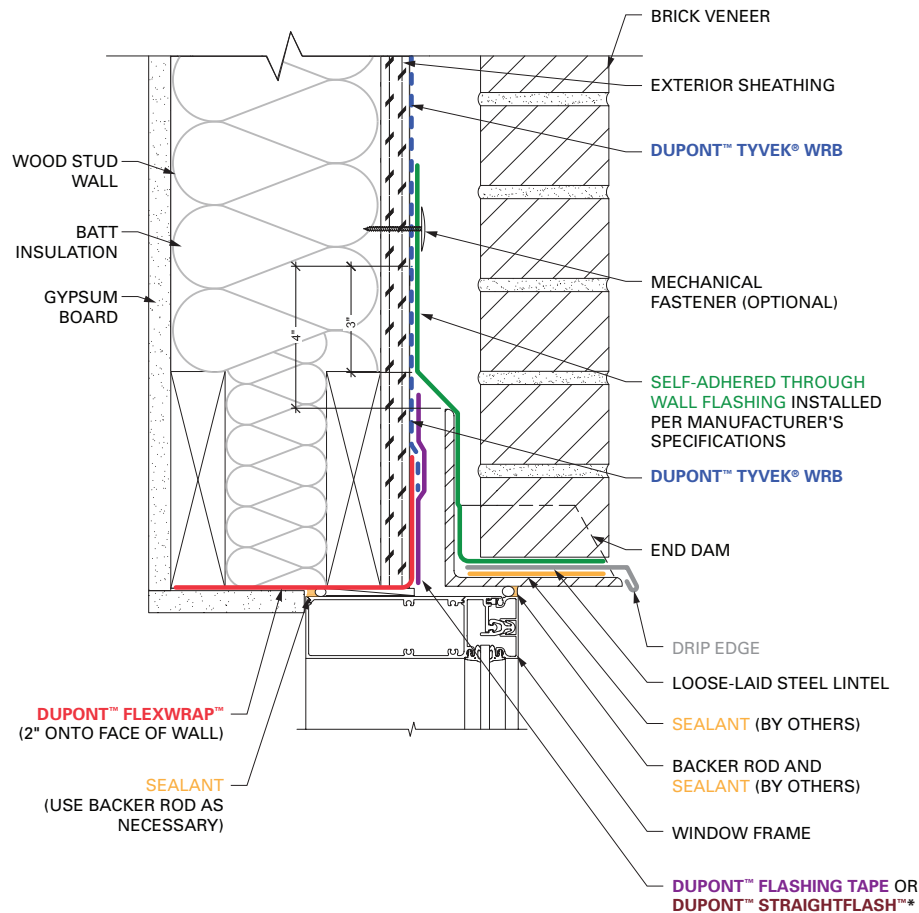 BRICK VENEER
EXTERIOR SHEATHING
DUPONT™ TYVEK® WRB
MECHANICAL
FASTENER (OPTIONAL)
SELF-ADHERED THROUGH
WALL FLASHING INSTALLED
PER MANUFACTURER'S
SPECIFICATIONS
DUPONT™ TYVEK® WRB
END DAM
DRIP EDGE
LOOSE-LAID STEEL LINTEL
SEALANT (BY OTHERS)
BACKER ROD AND
SEALANT (BY OTHERS)
WINDOW FRAME
DUPONT™ FLASHING TAPE OR
DUPONT™ STRAIGHTFLASH™*
WOOD STUD
WALL
BATT
INSULATION
GYPSUM
BOARD
4"
3"
DUPONT™ FLEXWRAP™
(2" ONTO FACE OF WALL)
SEALANT
(USE BACKER ROD AS
NECESSARY)